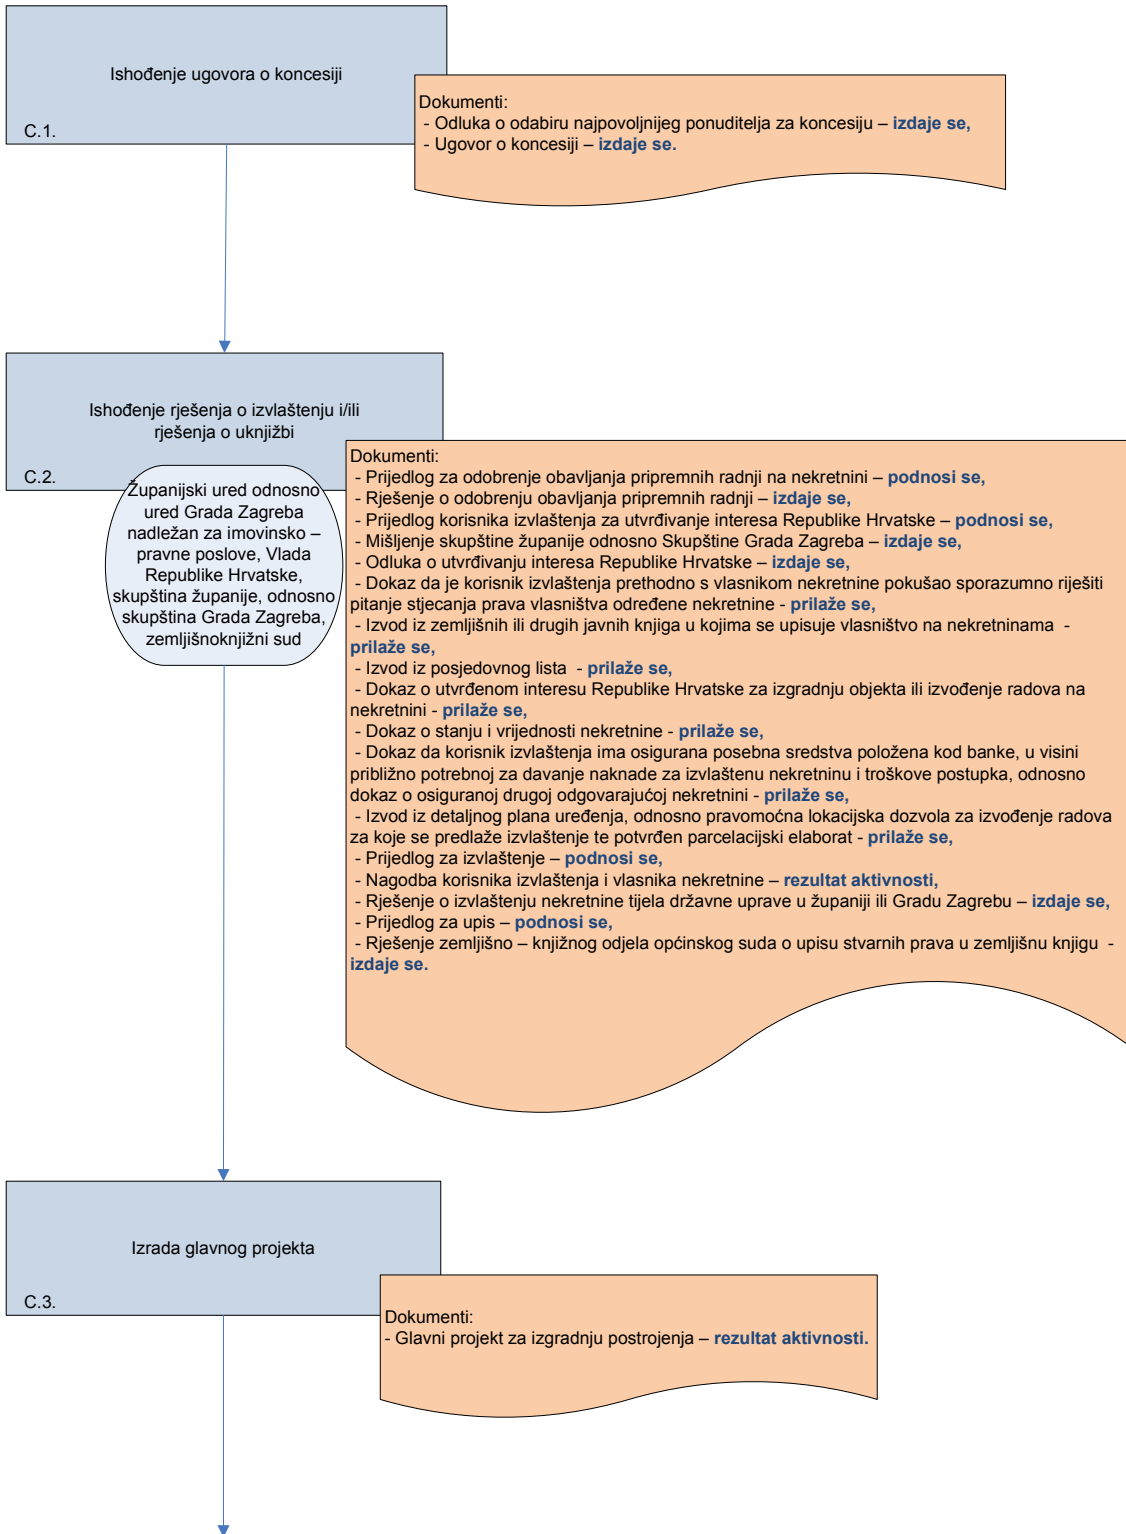 Ishođenje ugovora o koncesiji
C.1.
Dokumenti:
- Odluka o odabiru najpovoljnijeg ponuditelja za koncesiju – izdaje se,
- Ugovor o koncesiji – izdaje se.
Ishođenje rješenja o izvlaštenju i/ili
rješenja o uknjižbi
C.2.
Županijski ured odnosno
ured Grada Zagreba
nadležan za imovinsko –
pravne poslove, Vlada
Republike Hrvatske,
skupština županije, odnosno
skupština Grada Zagreba,
zemljišnoknjižni sud
Dokumenti:
- Prijedlog za odobrenje obavljanja pripremnih radnji na nekretnini – podnosi se,
- Rješenje o odobrenju obavljanja pripremnih radnji – izdaje se,
- Prijedlog korisnika izvlaštenja za utvrđivanje interesa Republike Hrvatske – podnosi se,
- Mišljenje skupštine županije odnosno Skupštine Grada Zagreba – izdaje se,
- Odluka o utvrđivanju interesa Republike Hrvatske – izdaje se,
- Dokaz da je korisnik izvlaštenja prethodno s vlasnikom nekretnine pokušao sporazumno riješiti
pitanje stjecanja prava vlasništva određene nekretnine - prilaže se,
- Izvod iz zemljišnih ili drugih javnih knjiga u kojima se upisuje vlasništvo na nekretninama -
prilaže se,
- Izvod iz posjedovnog lista - prilaže se,
- Dokaz o utvrđenom interesu Republike Hrvatske za izgradnju objekta ili izvođenje radova na
nekretnini - prilaže se,
- Dokaz o stanju i vrijednosti nekretnine - prilaže se,
- Dokaz da korisnik izvlaštenja ima osigurana posebna sredstva položena kod banke, u visini
približno potrebnoj za davanje naknade za izvlaštenu nekretninu i troškove postupka, odnosno
dokaz o osiguranoj drugoj odgovarajućoj nekretnini - prilaže se,
- Izvod iz detaljnog plana uređenja, odnosno pravomoćna lokacijska dozvola za izvođenje radova
za koje se predlaže izvlaštenje te potvrđen parcelacijski elaborat - prilaže se,
- Prijedlog za izvlaštenje – podnosi se,
- Nagodba korisnika izvlaštenja i vlasnika nekretnine – rezultat aktivnosti,
- Rješenje o izvlaštenju nekretnine tijela državne uprave u županiji ili Gradu Zagrebu – izdaje se,
- Prijedlog za upis – podnosi se,
- Rješenje zemljišno – knjižnog odjela općinskog suda o upisu stvarnih prava u zemljišnu knjigu -
izdaje se.
Izrada glavnog projekta
C.3.
Dokumenti:
- Glavni projekt za izgradnju postrojenja – rezultat aktivnosti.